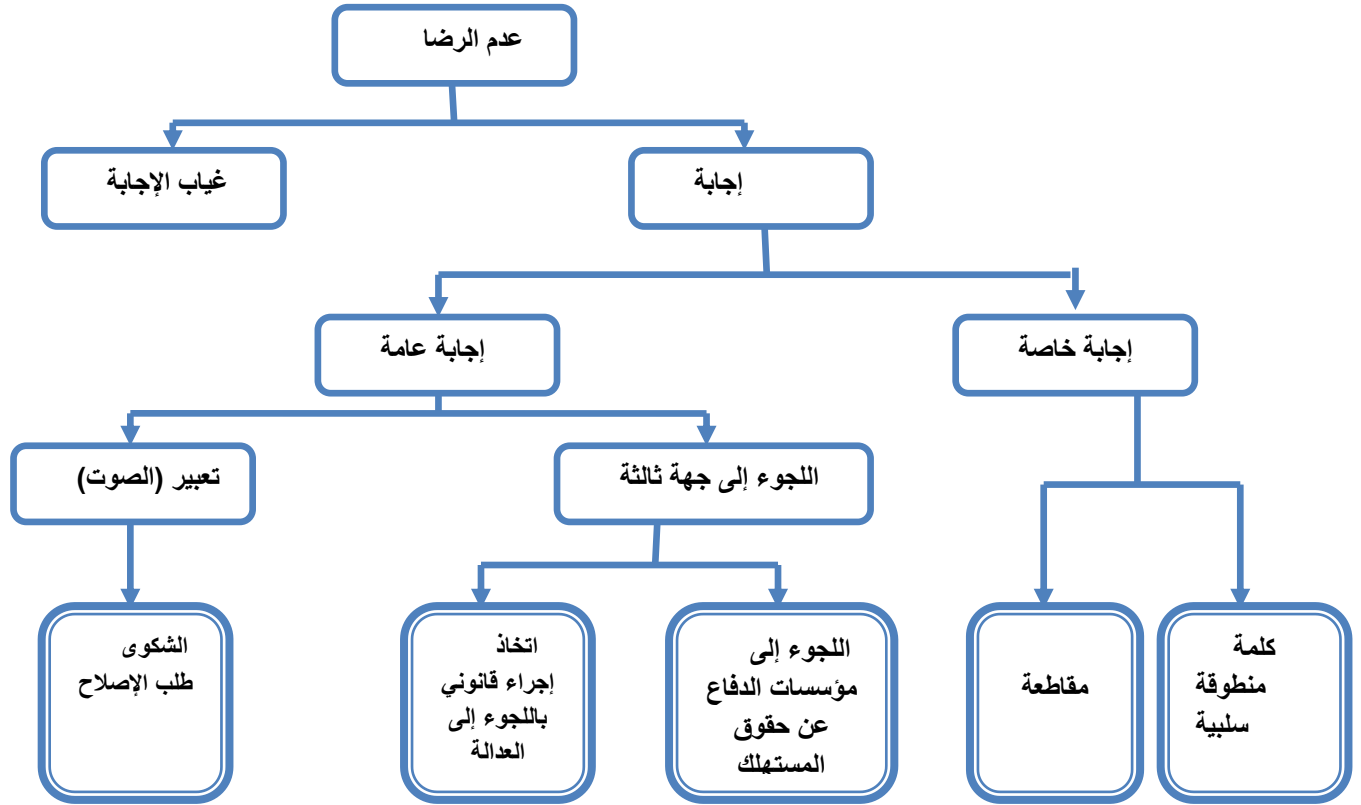 عدم الرضا
إجابة
غياب الإجابة
إجابة خاصة
إجابة عامة
اللجوء إلى جهة ثالثة
تعبير (الصوت)
كلمة
منطوقة
سلبية
مقاطعة
اللجوء إلى
مؤسسات الدفاع
عن حقوق
المستهلك
اتخاذ
إجراء قانوني
باللجوء إلى
العدالة
الشكوى
طلب الإصلاح